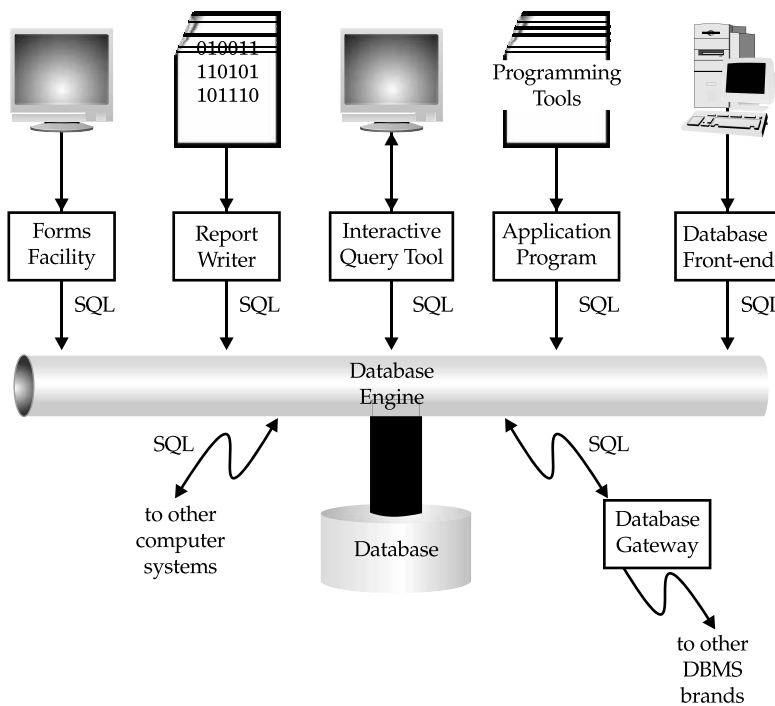 010011
110101
101110
Programming
Tools
Forms
Facility
Report
Writer
Interactive
Query Tool
Application
Program
Database
Front-end
SQL
SQL
SQL
SQL
SQL
Database
Engine
SQL
SQL
to other
computer
systems
Database
Database
Gateway
to other
DBMS
brands